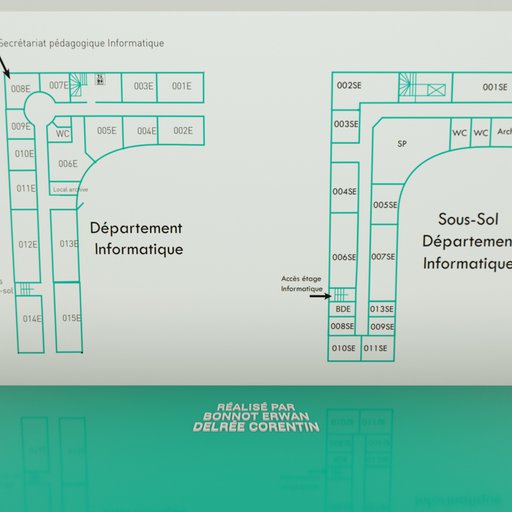 Secrétariat pédagogique Informatique
008E
007E
003E
001E
009E
WC
005E
004E
002E
010E
006E
011E
Local archive
012E
013E
Département
Informatique
014E
015E
002SE
001SE
003SE
SP
WC
WC
Arch
004SE
005SE
006SE
007SE
Sous-Sol
Département
Informatique
Accès étage
Informatique
BDE
013SE
008SE
009SE
010SE
011SE
RÉALISÉ PAR
BONNOT ERWAN
DELRÉE CORENTIN